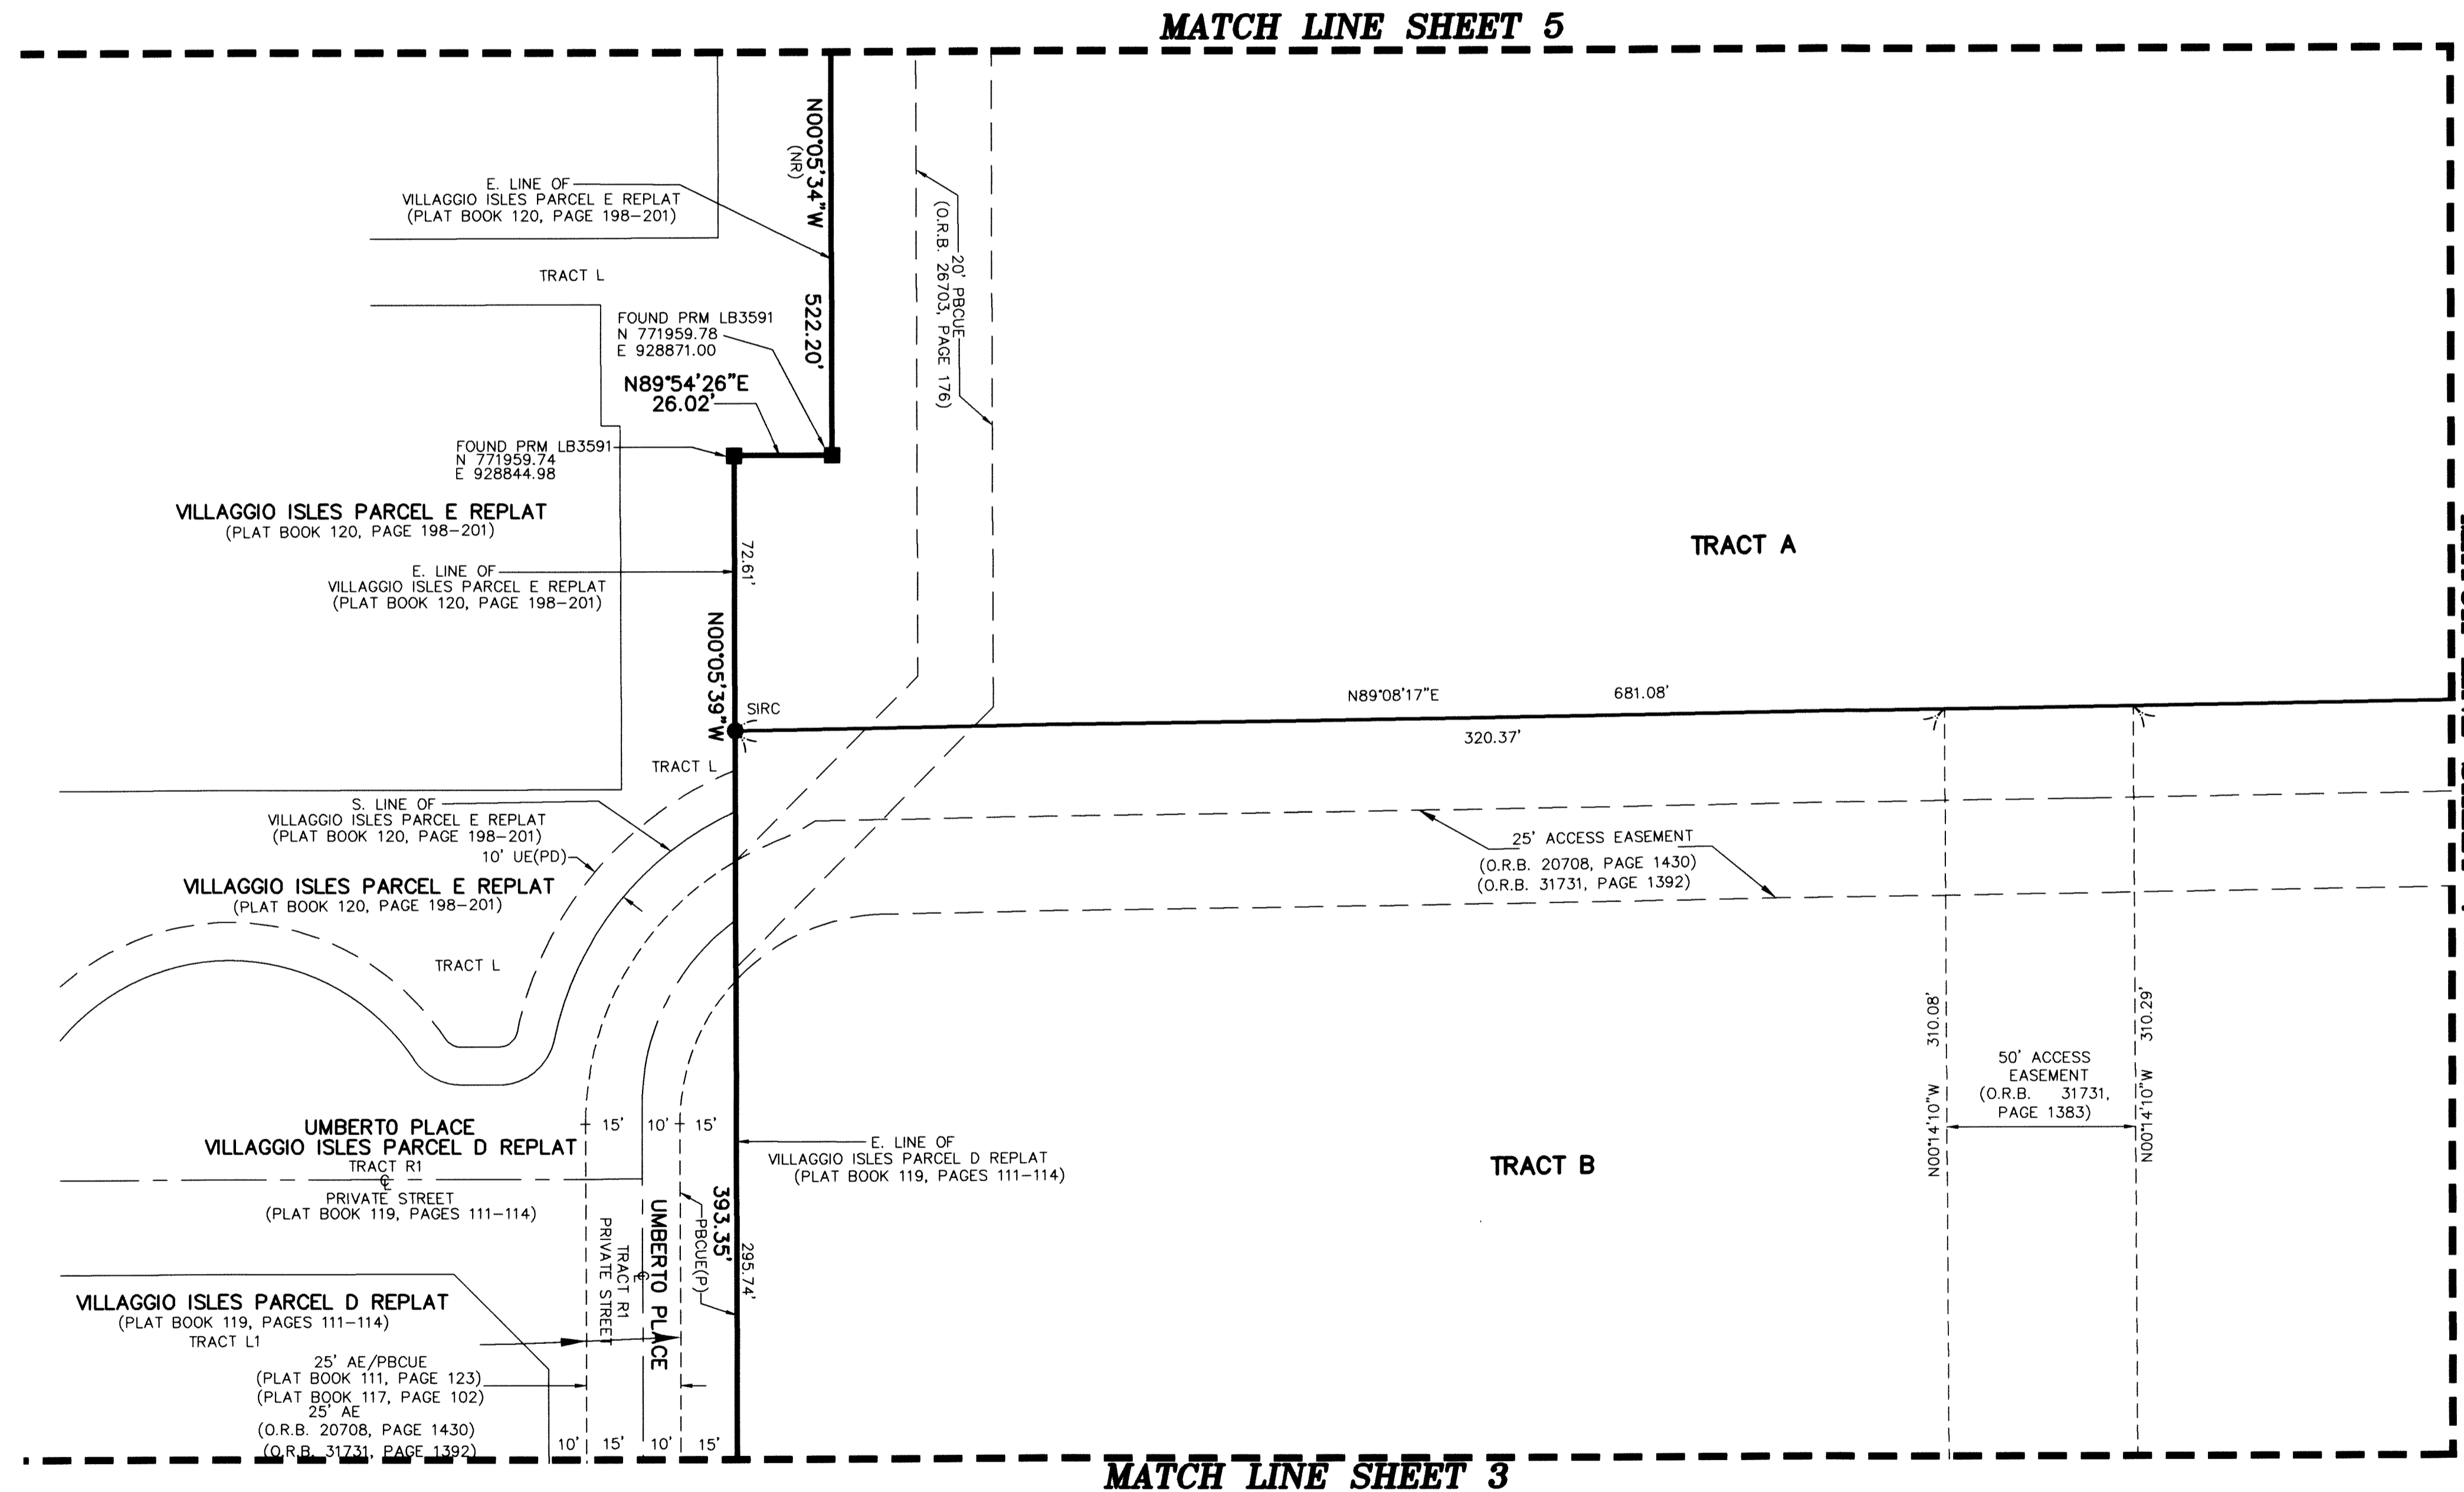 MATCH LINE SHEET 5
N00°05'34"W
(NR)
522.20'
E. LINE OF
VILLAGGIO ISLES PARCEL E REPLAT
(PLAT BOOK 120, PAGE 198-201)
TRACT L
20' PBCUE
(O.R.B. 26703, PAGE 176)
FOUND PRM LB3591
N 771959.78
E 928871.00
N89°54'26"E
26.02'
FOUND PRM LB3591
N 771959.74
E 928844.98
VILLAGGIO ISLES PARCEL E REPLAT
(PLAT BOOK 120, PAGE 198-201)
E. LINE OF
VILLAGGIO ISLES PARCEL E REPLAT
(PLAT BOOK 120, PAGE 198-201)
72.61'
N00°05'39"W
TRACT A
SIRC
N89°08'17"E 681.08'
320.37'
TRACT L
S. LINE OF
VILLAGGIO ISLES PARCEL E REPLAT
(PLAT BOOK 120, PAGE 198-201)
10' UE(PD)
VILLAGGIO ISLES PARCEL E REPLAT
(PLAT BOOK 120, PAGE 198-201)
TRACT L
25' ACCESS EASEMENT
(O.R.B. 20708, PAGE 1430)
(O.R.B. 31731, PAGE 1392)
N00°14'10"W 310.08'
50' ACCESS
EASEMENT
(O.R.B. 31731,
PAGE 1383)
N00°14'10"W 310.29'
UMBERTO PLACE
VILLAGGIO ISLES PARCEL D REPLAT
TRACT R1
PRIVATE STREET
(PLAT BOOK 119, PAGES 111-114)
15' 10' 15'
E. LINE OF
VILLAGGIO ISLES PARCEL D REPLAT
(PLAT BOOK 119, PAGES 111-114)
TRACT B
393.35'
295.74'
PBCUE(P)
UMBERTO PLACE
TRACT R1
PRIVATE STREET
VILLAGGIO ISLES PARCEL D REPLAT
(PLAT BOOK 119, PAGES 111-114)
TRACT L1
25' AE/PBCUE
(PLAT BOOK 111, PAGE 123)
(PLAT BOOK 117, PAGE 102)
25' AE
(O.R.B. 20708, PAGE 1430)
(O.R.B. 31731, PAGE 1392)
10' 15' 10' 15'
MATCH LINE SHEET 3